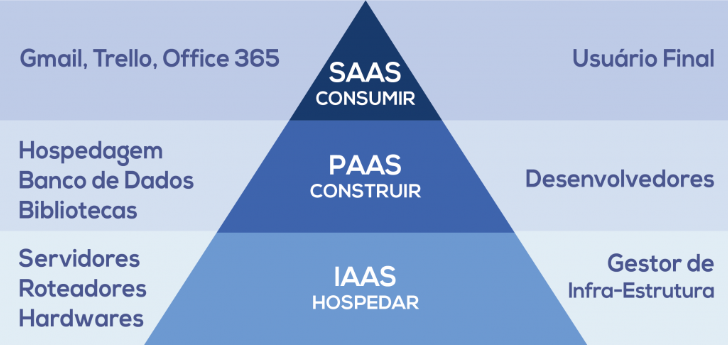 Gmail, Trello, Office 365
SAAS
CONSUMIR
Usuário Final
Hospedagem
Banco de Dados
Bibliotecas
PAAS
CONSTRUIR
Desenvolvedores
Servidores
Roteadores
Hardwares
IAAS
HOSPEDAR
Gestor de
Infra-Estrutura